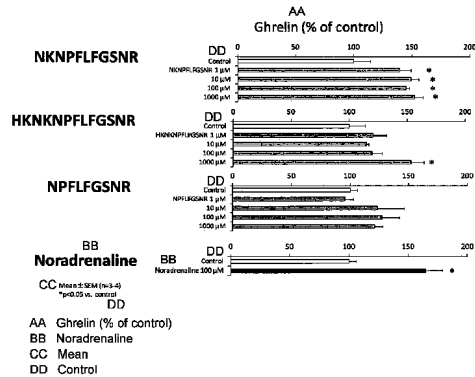 AA
Ghrelin (% of control)
DD
NKNPFLFGSNR
0 50 100 150 200
Control
NKNPFLFGSNR 1 μM *
10 μM *
100 μM *
1000 μM *
DD
HKNKNPFLFGSNR
0 50 100 150 200
Control
HKNKNPFLFGSNR 1 μM
10 μM
100 μM
1000 μM *
DD
NPFLFGSNR
0 50 100 150 200
Control
NPFLFGSNR 1 μM
10 μM
100 μM
1000 μM
BB
Noradrenaline
DD
0 50 100 150 200
Control
BB
Noradrenaline 100 μM *
CC Mean ± SEM (n=3-4)
*p<0.05 vs. control
DD
AA Ghrelin (% of control)
BB Noradrenaline
CC Mean
DD Control